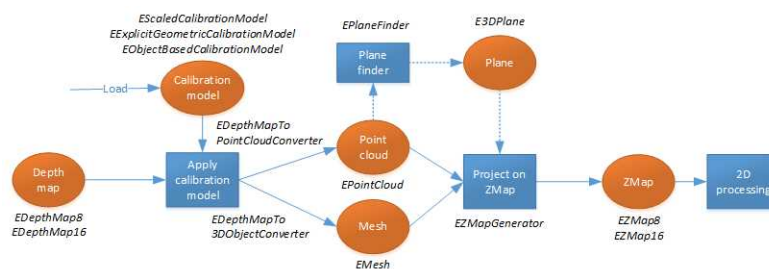 EScaledCalibrationModel
EExplicitGeometricCalibrationModel
EObjectBasedCalibrationModel
EPlaneFinder
E3DPlane
Load
Calibration
model
Plane
finder
Plane
EDepthMapTo
PointCloudConverter
Depth
map
Apply
calibration
model
Point
cloud
Project on
ZMap
ZMap
2D
processing
EPointCloud
EDepthMap8
EDepthMap16
EDepthMapTo
3DObjectConverter
Mesh
EZMapGenerator
EZMap8
EZMap16
EMesh